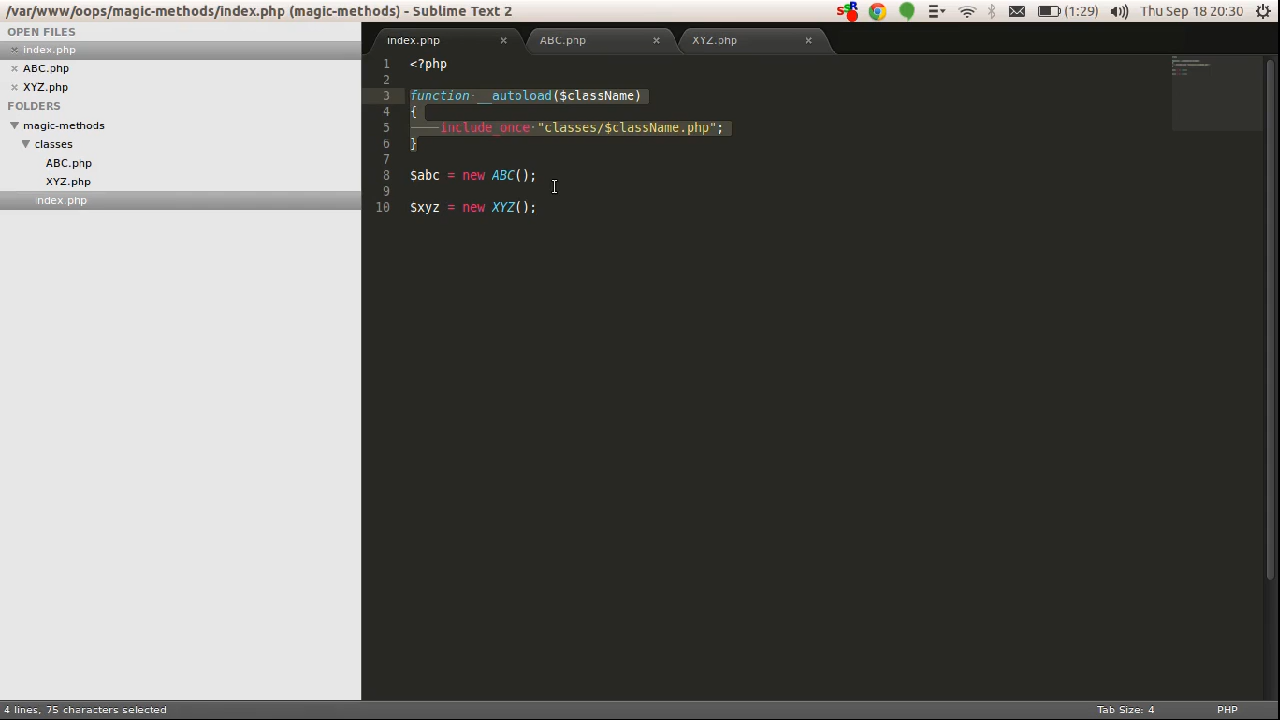 /var/www/oops/magic-methods/index.php (magic-methods) - Sublime Text 2
(1:29)
Thu Sep 18 20:30
OPEN FILES
index.php
ABC.php
XYZ.php
FOLDERS
magic-methods
classes
ABC.php
XYZ.php
index.php
index.php
ABC.php
XYZ.php
1 <?php
2
3 function __autoload($className)
4 {
5 include_once "classes/$className.php";
6 }
7
8 $abc = new ABC();
9
10 $xyz = new XYZ();
4 lines, 75 characters selected
Tab Size: 4
PHP